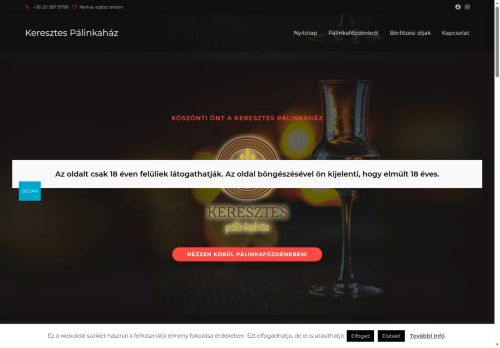 +36 20 287 9799 Nyitva: egész évben
Keresztes Pálinkaház
Nyitólap Pálinkafőzdénkről Bérfőzési díjak Kapcsolat
KÖSZÖNTI ÖNT A KERESZTES PÁLINKAHÁZ
Az oldalt csak 18 éven felüliek látogathatják. Az oldal böngészésével ön kijelenti, hogy elmúlt 18 éves.
BEZÁR
KERESZTES
pálinkaház
NÉZZEN KÖRÜL PÁLINKAFŐZDÉNKBEN!
Ez a weboldal sütiket használ a felhasználói élmény fokozása érdekében. Ezt elfogadhatja, de el is utasíthatja. Elfogad Elutasít További infó